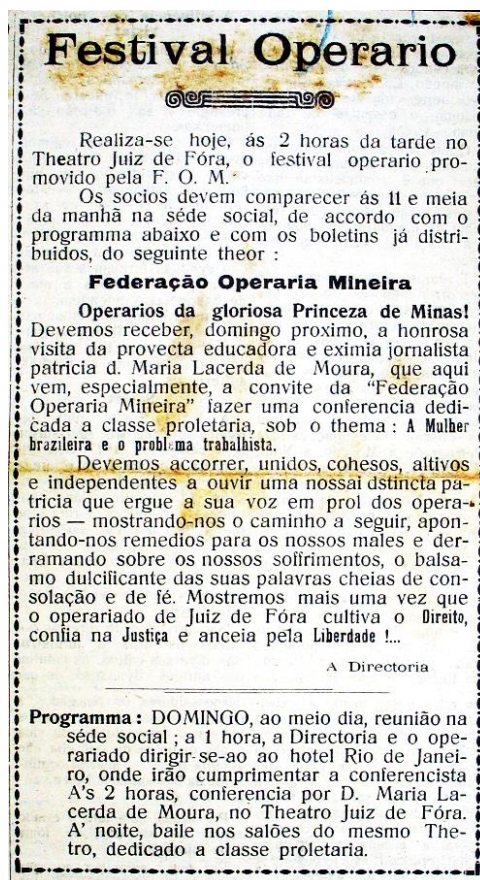 Festival Operario
Realiza-se hoje, ás 2 horas da tarde no
Theatro Juiz de Fóra, o festival operario pro-
movido pela F. O. M.
Os socios devem comparecer ás 11 e meia
da manhã na séde social, de accordo com o
programma abaixo e com os boletins já distri-
buidos, do seguinte theor :
Federação Operaria Mineira
Operarios da gloriosa Princeza de Minas!
Devemos receber, domingo proximo, a honrosa
visita da provecta educadora e eximia jornalista
patricia d. Maria Lacerda de Moura, que aqui
vem, especialmente, a convite da "Federação
Operaria Mineira" fazer uma conferencia dedi-
cada a classe proletaria, sob o thema : A Mulher
brazileira e o problema trabalhista.
Devemos accorrer, unidos, cohesos, altivos
e independentes a ouvir uma nossai dstincta pa-
tricia que ergue a sua voz em prol dos opera-
rios — mostrando-nos o caminho a seguir, apon-
tando-nos remedios para os nossos males e der-
ramando sobre os nossos soffrimentos, o balsa-
mo dulcificante das suas palavras cheias de con-
solação e de fé. Mostremos mais uma vez que
o operariado de Juiz de Fóra cultiva o Direito,
confia na Justiça e anceia pela Liberdade !...
A Directoria
Programma : DOMINGO, ao meio dia, reunião na
séde social ; a 1 hora, a Directoria e o ope-
rariado dirigir-se-ao ao hotel Rio de Janei-
ro, onde irão cumprimentar a conferencista
A's 2 horas, conferencia por D. Maria La-
cerda de Moura, no Theatro Juiz de Fóra.
A' noite, baile nos salões do mesmo The-
tro, dedicado a classe proletaria.